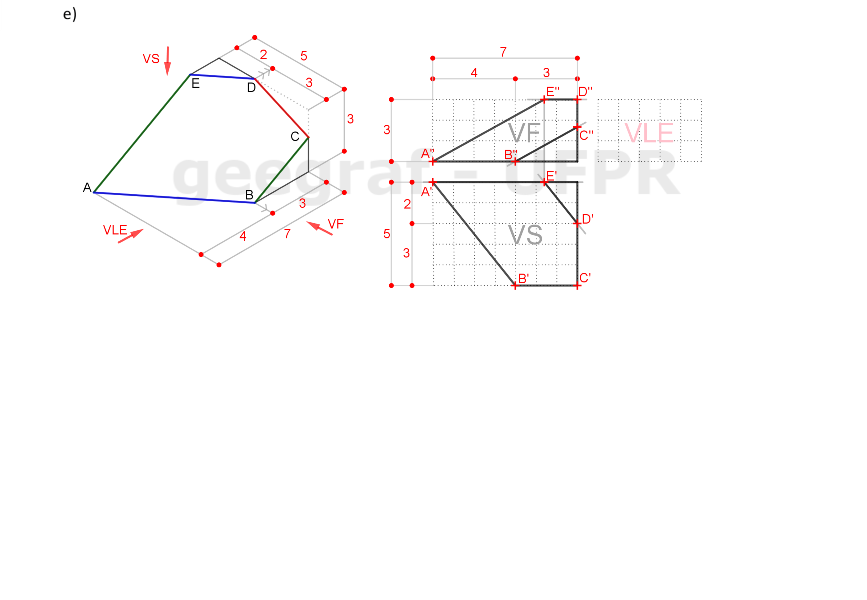 e)
VS
2
5
3
E
D
C
3
A
B
3
VLE
4
7
VF
7
4
3
E"
D"
3
VF
C"
VLE
A"
B"
geegraf - UFPR
A'
E'
2
D'
5
VS
3
B'
C'